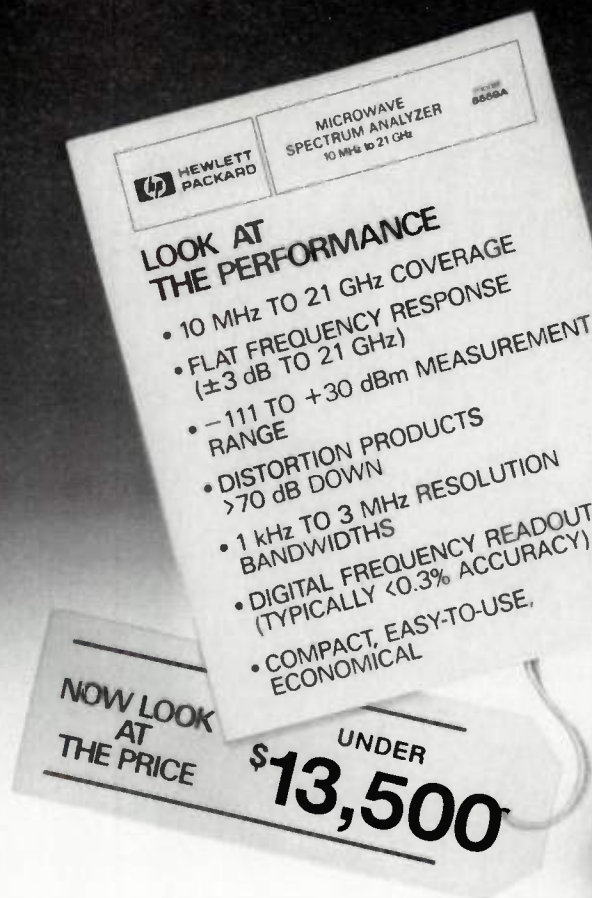 hp HEWLETT
PACKARD
MICROWAVE
SPECTRUM ANALYZER
10 MHz to 21 GHz
8559A
LOOK AT
THE PERFORMANCE
• 10 MHz TO 21 GHz COVERAGE
• FLAT FREQUENCY RESPONSE
(±3 dB TO 21 GHz)
• −111 TO +30 dBm MEASUREMENT
RANGE
• DISTORTION PRODUCTS
>70 dB DOWN
• 1 kHz TO 3 MHz RESOLUTION
BANDWIDTHS
• DIGITAL FREQUENCY READOUT
(TYPICALLY <0.3% ACCURACY)
• COMPACT, EASY-TO-USE,
ECONOMICAL
NOW LOOK
AT
THE PRICE
UNDER
$13,500